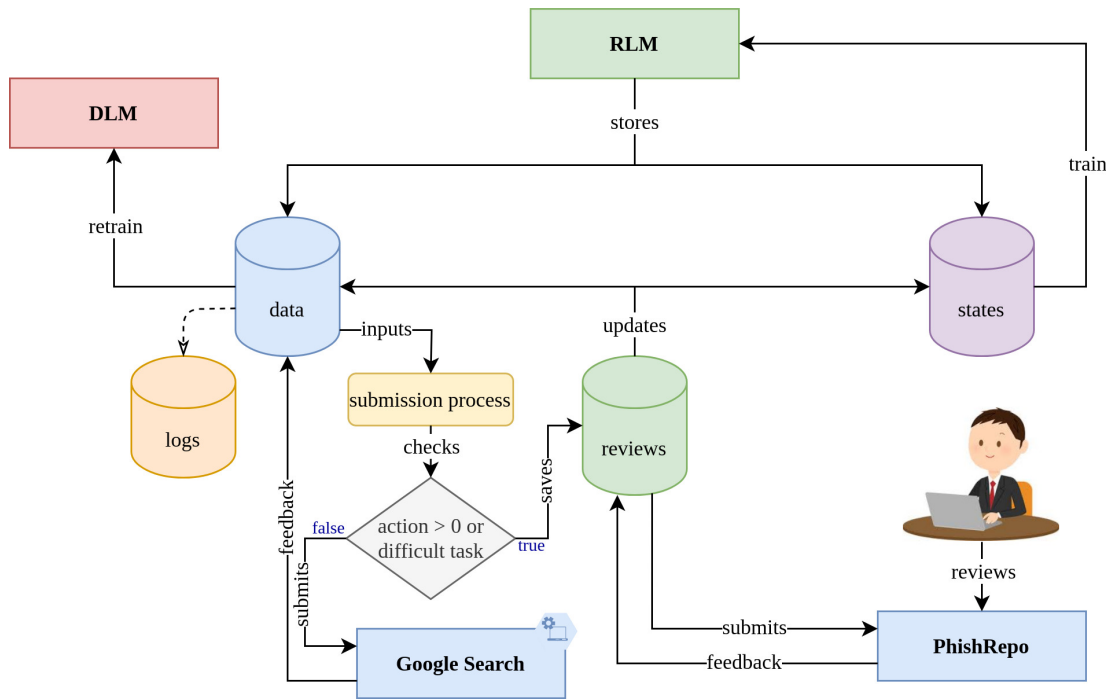 RLM
DLM
stores
train
retrain
data
states
inputs
updates
submission process
logs
checks
reviews
saves
feedback
false
action > 0 or
difficult task
true
submits
reviews
submits
PhishRepo
Google Search
feedback